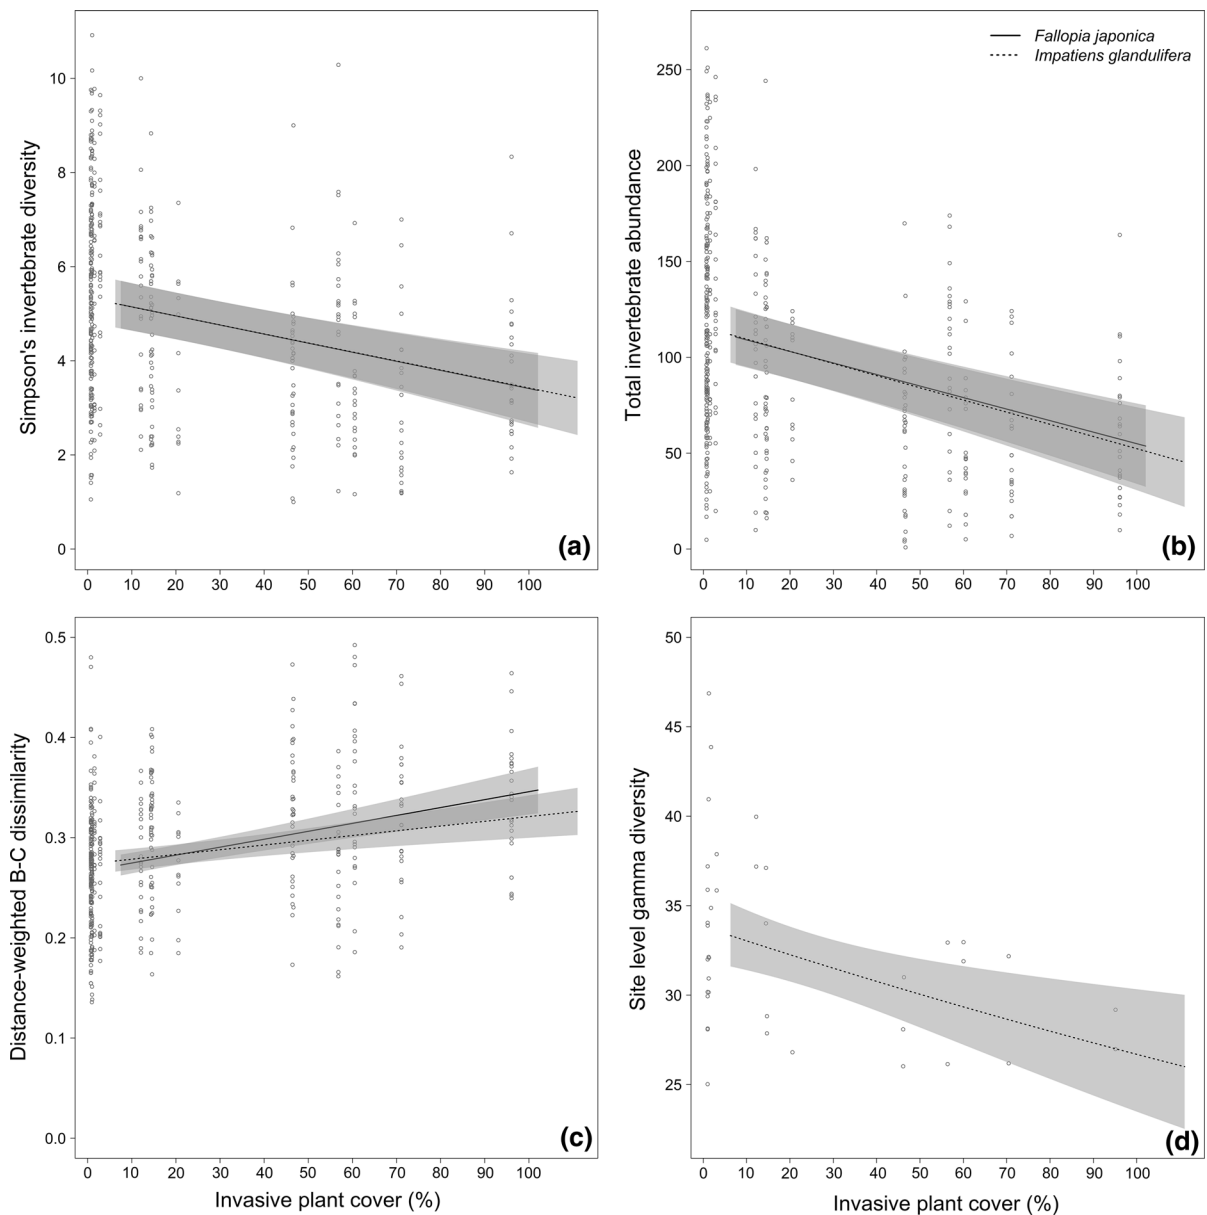 Simpson's invertebrate diversity
10
8
6
4
2
0
0 10 20 30 40 50 60 70 80 90 100
(a)
Total invertebrate abundance
250
200
150
100
50
0
0 10 20 30 40 50 60 70 80 90 100
Fallopia japonica
Impatiens glandulifera
(b)
Distance-weighted B-C dissimilarity
0.5
0.4
0.3
0.2
0.1
0.0
0 10 20 30 40 50 60 70 80 90 100
Invasive plant cover (%)
(c)
Site level gamma diversity
50
45
40
35
30
25
0 10 20 30 40 50 60 70 80 90 100
Invasive plant cover (%)
(d)